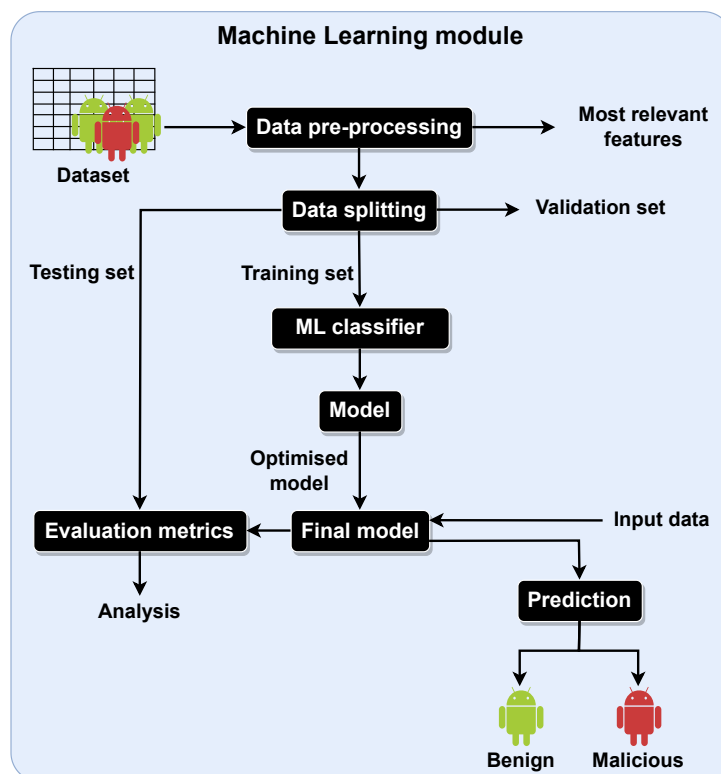 Machine Learning module
Data pre-processing
Most relevant
features
Dataset
Data splitting
Validation set
Testing set
Training set
ML classifier
Model
Optimised
model
Evaluation metrics
Final model
Input data
Analysis
Prediction
Benign
Malicious